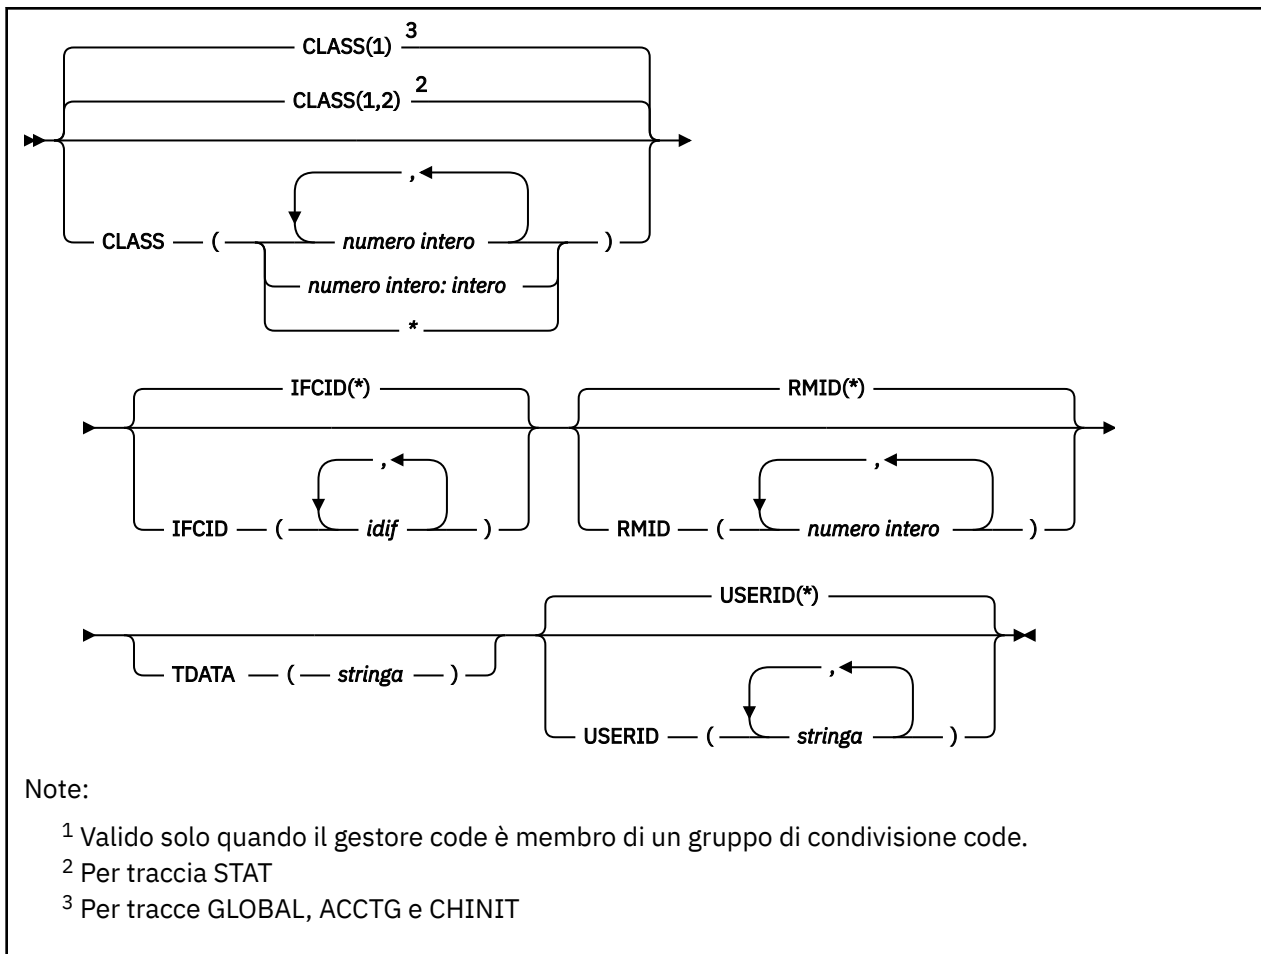 CLASS(1) 3
CLASS(1,2) 2
,
CLASS ( numero intero )
numero intero: intero
*
IFCID(*) RMID(*)
, ,
IFCID ( idif ) RMID ( numero intero )
USERID(*)
TDATA ( stringa )
,
USERID ( stringa )
Note:
1 Valido solo quando il gestore code è membro di un gruppo di condivisione code.
2 Per traccia STAT
3 Per tracce GLOBAL, ACCTG e CHINIT